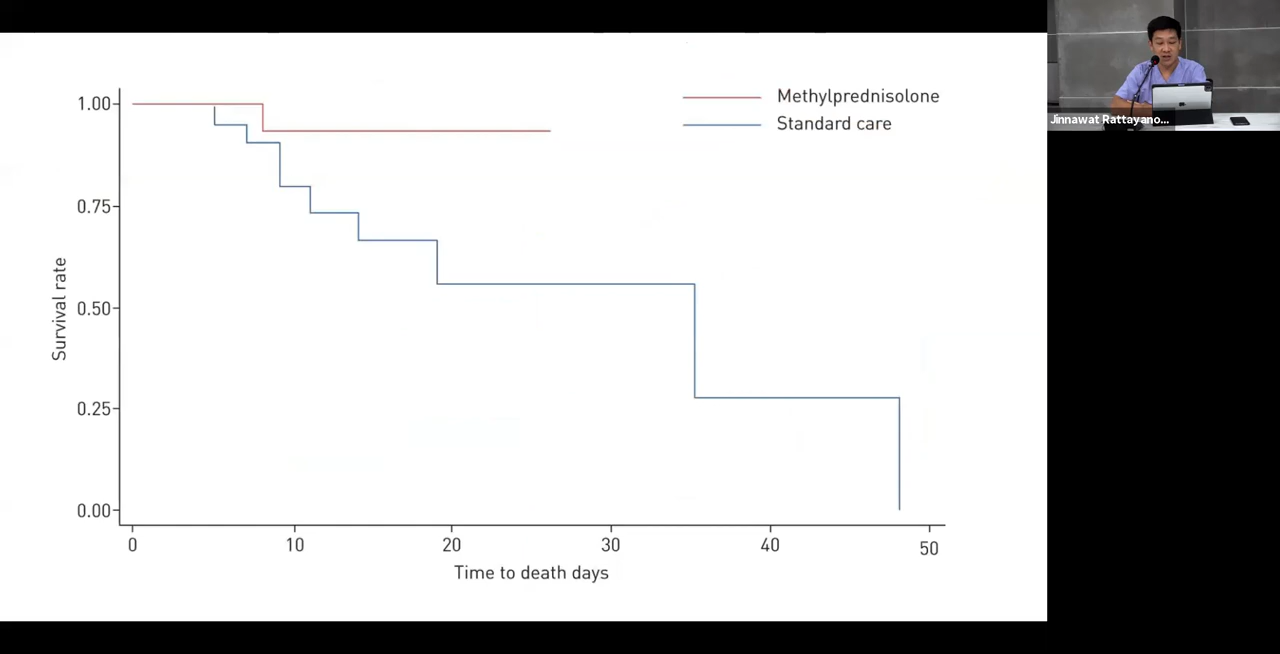 Methylprednisolone
Standard care
1.00
0.75
0.50
0.25
0.00
Survival rate
0
10
20
30
40
50
Time to death days
Jinnawat Rattayano...